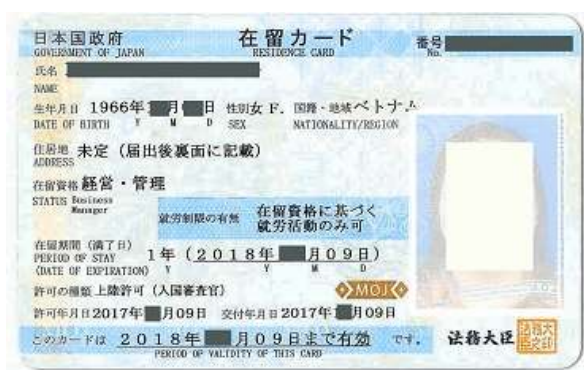 日本国政府 在留カード 番号
GOVERNMENT OF JAPAN RESIDENCE CARD No.
氏名
NAME
生年月日 1966年 月 日 性別 女 F. 国籍・地域 ベトナム
DATE OF BIRTH Y M D SEX NATIONALITY/REGION
住居地 未定(届出後裏面に記載)
ADDRESS
在留資格 経営・管理
STATUS Business Manager
就労制限の有無 在留資格に基づく
就労活動のみ可
在留期間(満了日)
PERIOD OF STAY 1年(2018年 月09日)
(DATE OF EXPIRATION) Y Y M D
許可の種類 上陸許可(入国審査官) MOJ
許可年月日 2017年 月09日 交付年月日 2017年 月09日
このカードは 2018年 月09日まで有効 です。 法務大臣
PERIOD OF VALIDITY OF THIS CARD